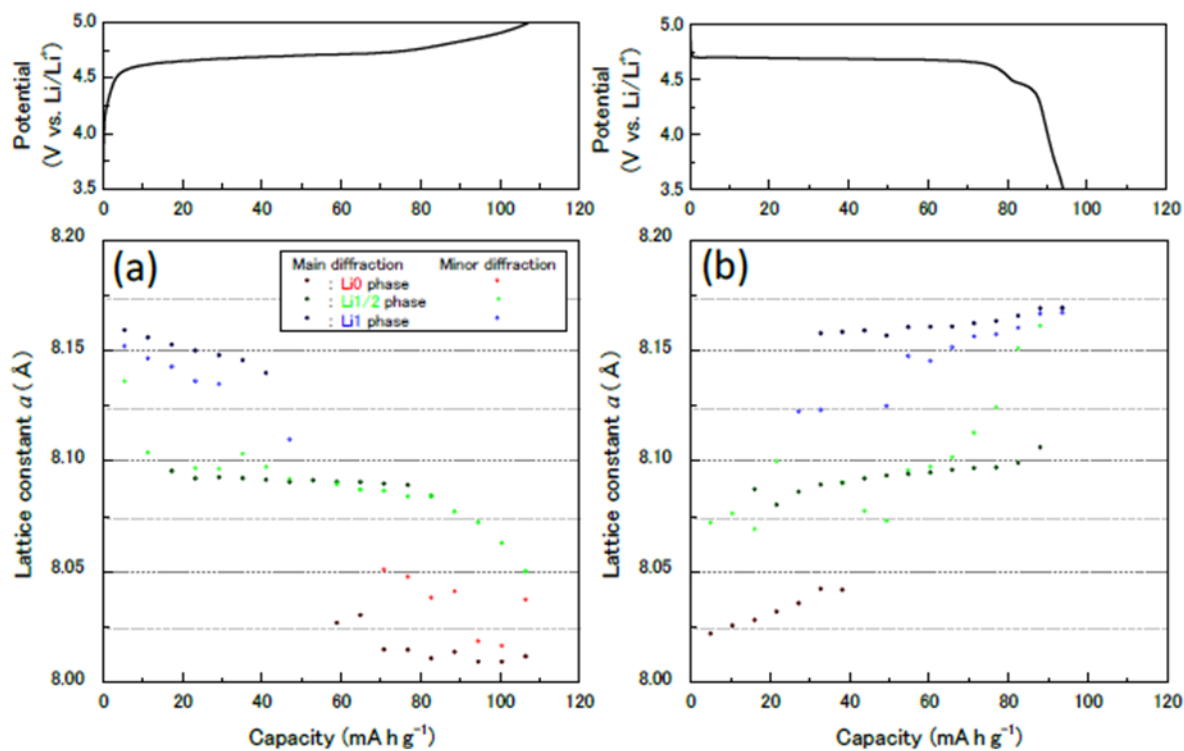 5.0
4.5
4.0
3.5
Potential
(V vs. Li/Li⁺)
0 20 40 60 80 100 120
5.0
4.5
4.0
3.5
Potential
(V vs. Li/Li⁺)
0 20 40 60 80 100 120
8.20
8.15
8.10
8.05
8.00
Lattice constant a (Å)
(a)
Main diffraction Minor diffraction
: Li0 phase
: Li1/2 phase
: Li1 phase
0 20 40 60 80 100 120
Capacity (mA h g⁻¹)
8.20
8.15
8.10
8.05
8.00
Lattice constant a (Å)
(b)
0 20 40 60 80 100 120
Capacity (mA h g⁻¹)